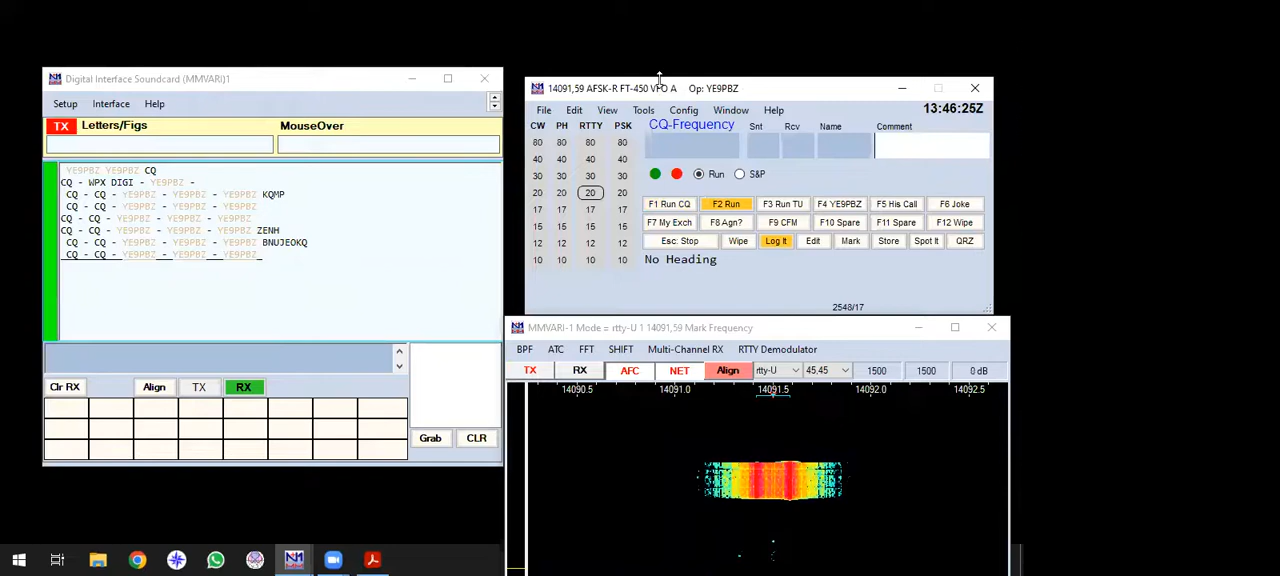 Digital Interface Soundcard (MMVARI)1
Setup Interface Help
TX Letters/Figs MouseOver
YE9PBZ YE9PBZ CQ
CQ - WPX DIGI - YE9PBZ -
CQ - CQ - YE9PBZ - YE9PBZ - YE9PBZ KQMP
CQ - CQ - YE9PBZ - YE9PBZ - YE9PBZ
CQ - CQ - YE9PBZ - YE9PBZ - YE9PBZ
CQ - CQ - YE9PBZ - YE9PBZ - YE9PBZ ZENH
CQ - CQ - YE9PBZ - YE9PBZ - YE9PBZ BNUJEOKQ
CQ - CQ - YE9PBZ - YE9PBZ - YE9PBZ
Clr RX Align TX RX
Grab CLR
14091,59 AFSK-R FT-450 VFO A Op: YE9PBZ
File Edit View Tools Config Window Help 13:46:25Z
CW PH RTTY PSK CQ-Frequency Snt Rcv Name Comment
80 80 80 80
40 40 40 40
30 30 30 30
20 20 20 20
17 17 17 17
15 15 15 15
12 12 12 12
10 10 10 10
Run S&P
F1 Run CQ F2 Run F3 Run TU F4 YE9PBZ F5 His Call F6 Joke
F7 My Exch F8 Agn? F9 CFM F10 Spare F11 Spare F12 Wipe
Esc: Stop Wipe Log It Edit Mark Store Spot It QRZ
No Heading
2548/17
MMVARI-1 Mode = rtty-U 1 14091,59 Mark Frequency
BPF ATC FFT SHIFT Multi-Channel RX RTTY Demodulator
TX RX AFC NET Align rtty-U 45,45 1500 1500 0 dB
14090.5 14091.0 14091.5 14092.0 14092.5